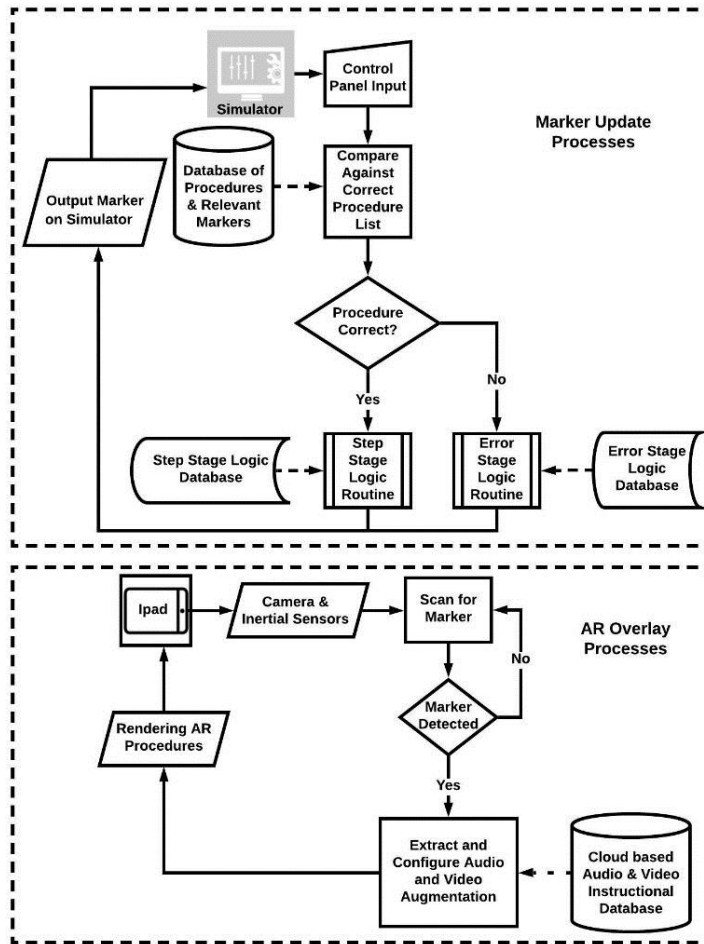 Simulator
Control
Panel Input
Marker Update
Processes
Output Marker
on Simulator
Database of
Procedures
& Relevant
Markers
Compare
Against
Correct
Procedure
List
Procedure
Correct?
Yes
No
Step Stage Logic
Database
Step
Stage
Logic
Routine
Error
Stage
Logic
Routine
Error Stage
Logic
Database
Ipad
Camera &
Inertial Sensors
Scan for
Marker
AR Overlay
Processes
No
Rendering AR
Procedures
Marker
Detected
Yes
Extract and
Configure Audio
and Video
Augmentation
Cloud based
Audio & Video
Instructional
Database